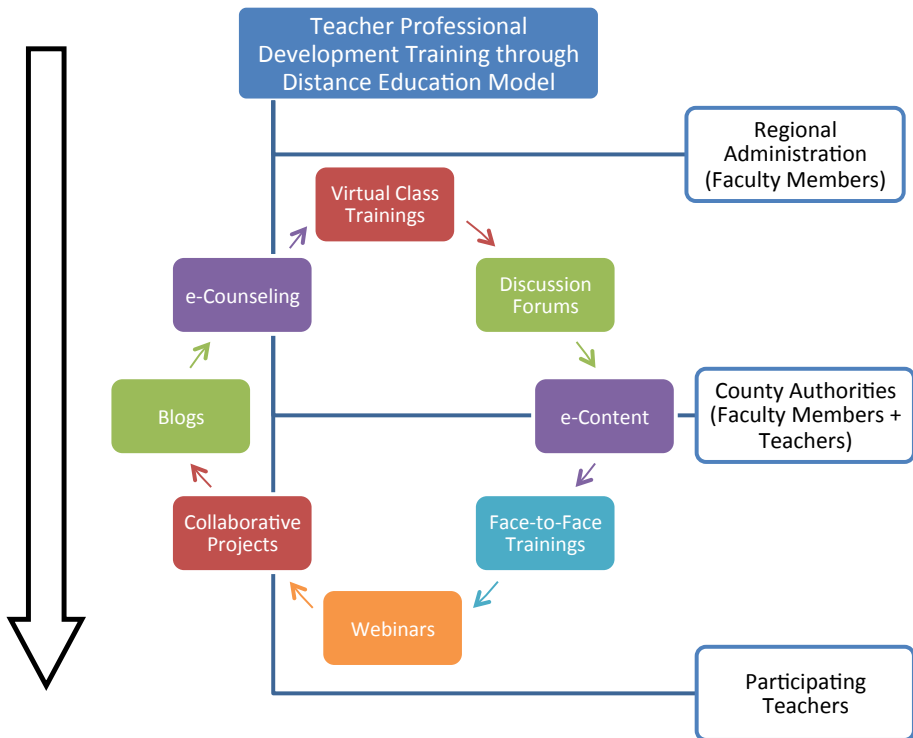 Teacher Professional
Development Training through
Distance Education Model
Regional
Administration
(Faculty Members)
Virtual Class
Trainings
e-Counseling
Discussion
Forums
Blogs
e-Content
County Authorities
(Faculty Members +
Teachers)
Collaborative
Projects
Face-to-Face
Trainings
Webinars
Participating
Teachers